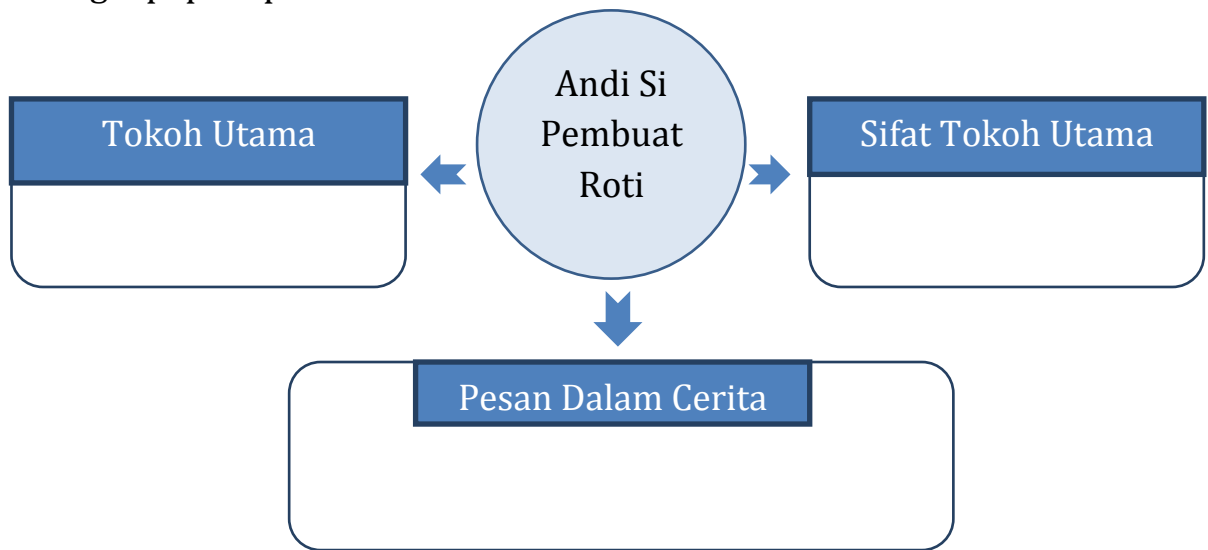 Andi Si
Pembuat
Roti
Tokoh Utama
Sifat Tokoh Utama
Pesan Dalam Cerita